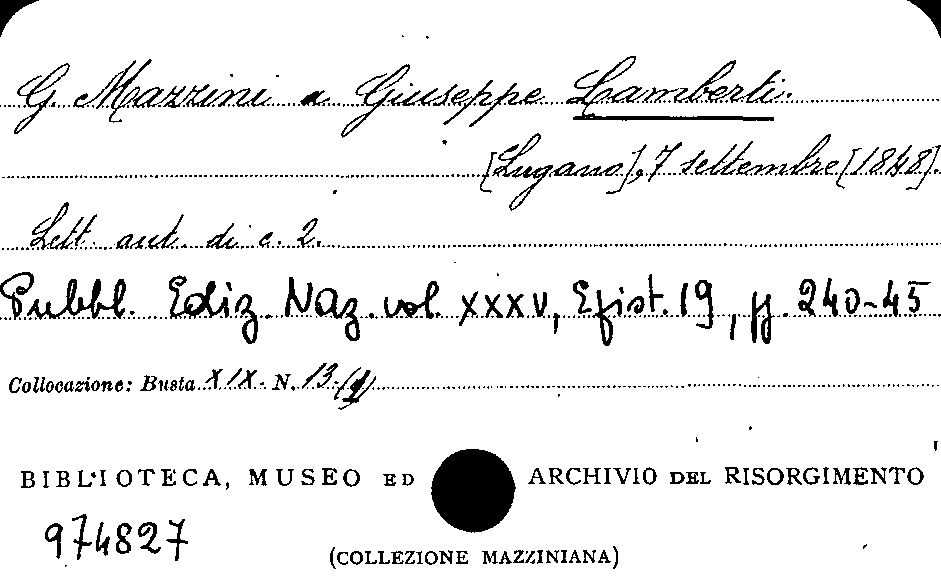 G. Mazzini a Giuseppe Lamberti.
[Lugano], 7 settembre [1848].
Lett. aut. di c. 2.
Pubbl. Ediz. Naz. vol. XXXV, Epist. 19, pp. 240-45
Collocazione: Busta XIX. N. 13.(1)
BIBLIOTECA, MUSEO ED ARCHIVIO DEL RISORGIMENTO
974827
(COLLEZIONE MAZZINIANA)